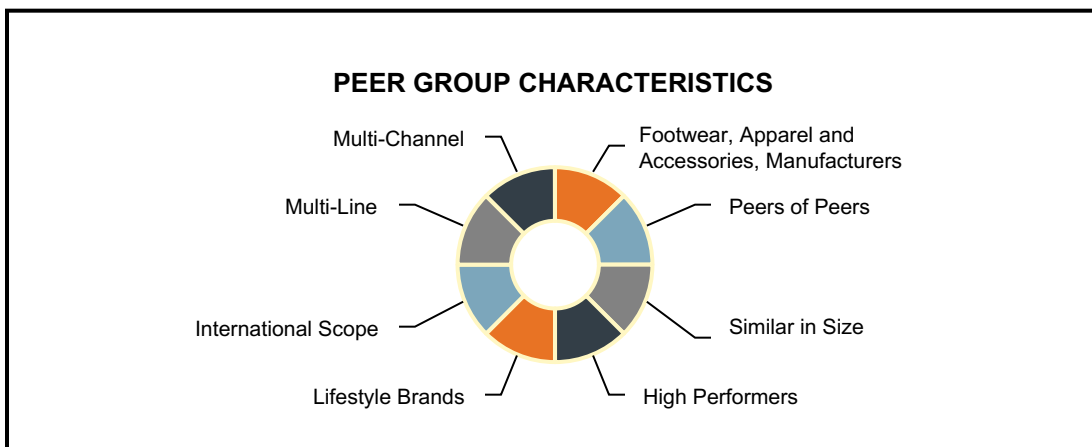 PEER GROUP CHARACTERISTICS
Multi-Channel
Footwear, Apparel and
Accessories, Manufacturers
Multi-Line
Peers of Peers
International Scope
Similar in Size
Lifestyle Brands
High Performers